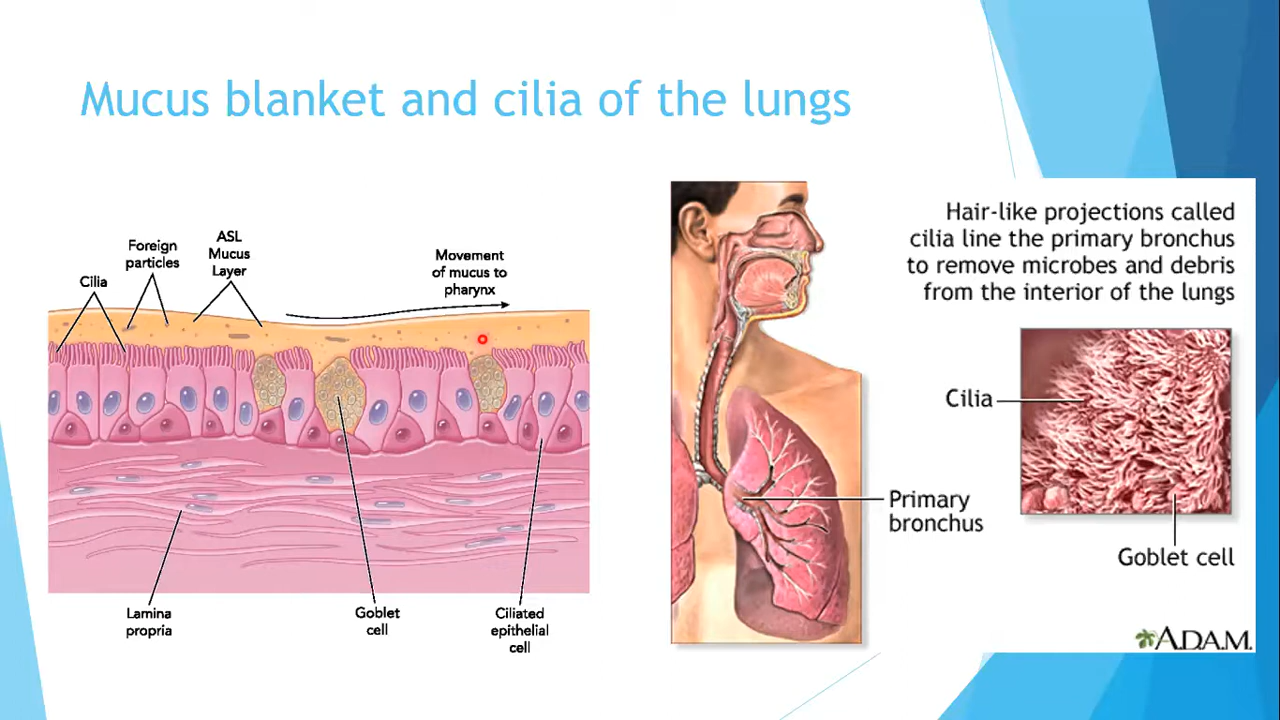 Mucus blanket and cilia of the lungs
Cilia
Foreign
particles
ASL
Mucus
Layer
Movement
of mucus to
pharynx
Lamina
propria
Goblet
cell
Ciliated
epithelial
cell
Hair-like projections called
cilia line the primary bronchus
to remove microbes and debris
from the interior of the lungs
Cilia
Primary
bronchus
Goblet cell
A.D.A.M.